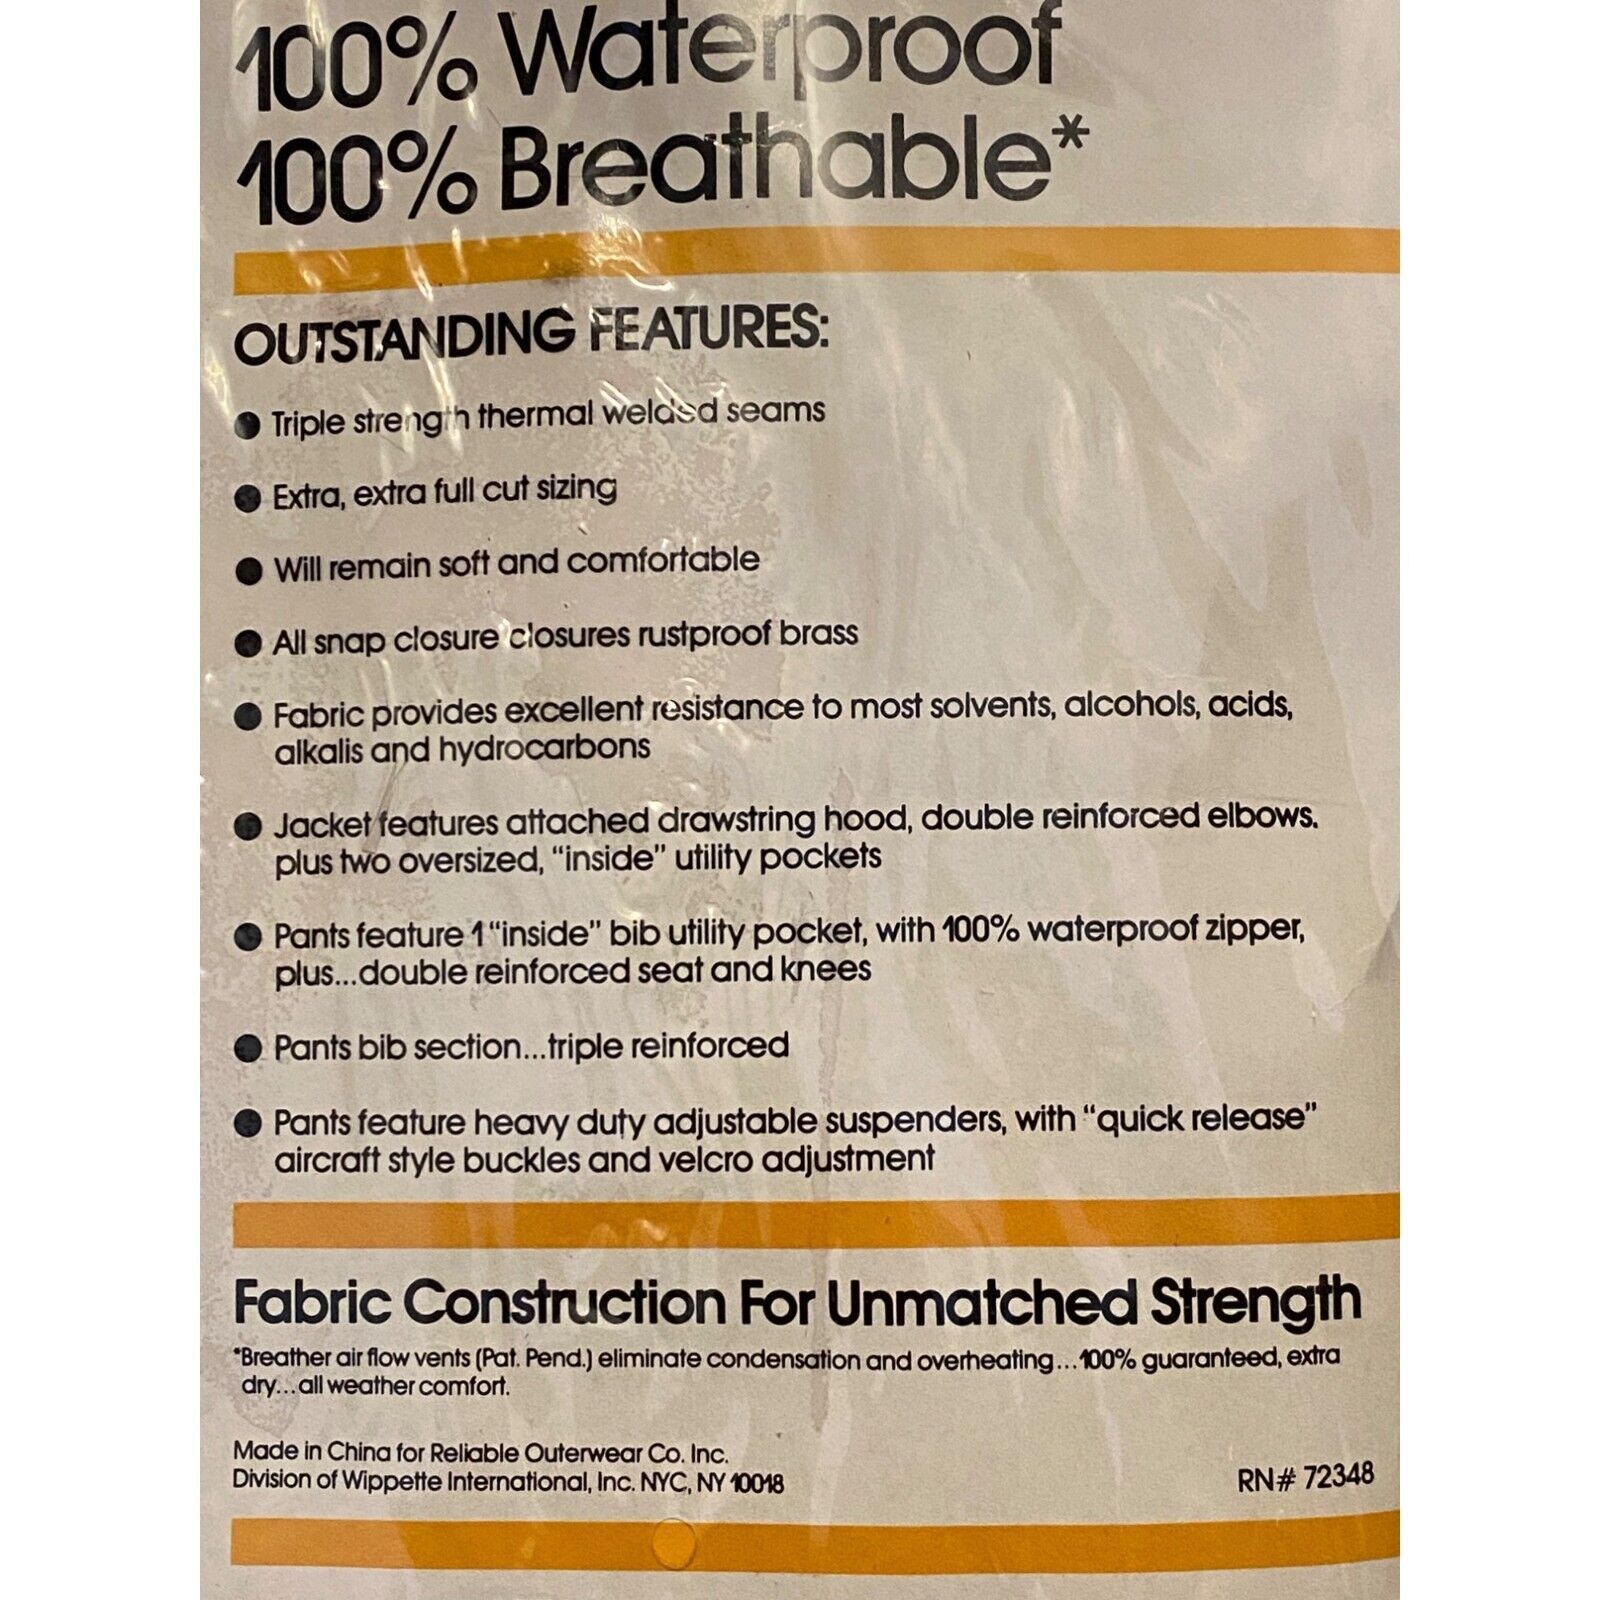 100% Waterproof
100% Breathable*
OUTSTANDING FEATURES:
● Triple strength thermal welded seams
● Extra, extra full cut sizing
● Will remain soft and comfortable
● All snap closure closures rustproof brass
● Fabric provides excellent resistance to most solvents, alcohols, acids,
alkalis and hydrocarbons
● Jacket features attached drawstring hood, double reinforced elbows.
plus two oversized, “inside” utility pockets
● Pants feature 1 “inside” bib utility pocket, with 100% waterproof zipper,
plus...double reinforced seat and knees
● Pants bib section...triple reinforced
● Pants feature heavy duty adjustable suspenders, with “quick release”
aircraft style buckles and velcro adjustment
Fabric Construction For Unmatched Strength
*Breather air flow vents (Pat. Pend.) eliminate condensation and overheating...100% guaranteed, extra
dry...all weather comfort.
Made in China for Reliable Outerwear Co. Inc.
Division of Wippette International, Inc. NYC, NY 10018
RN# 72348